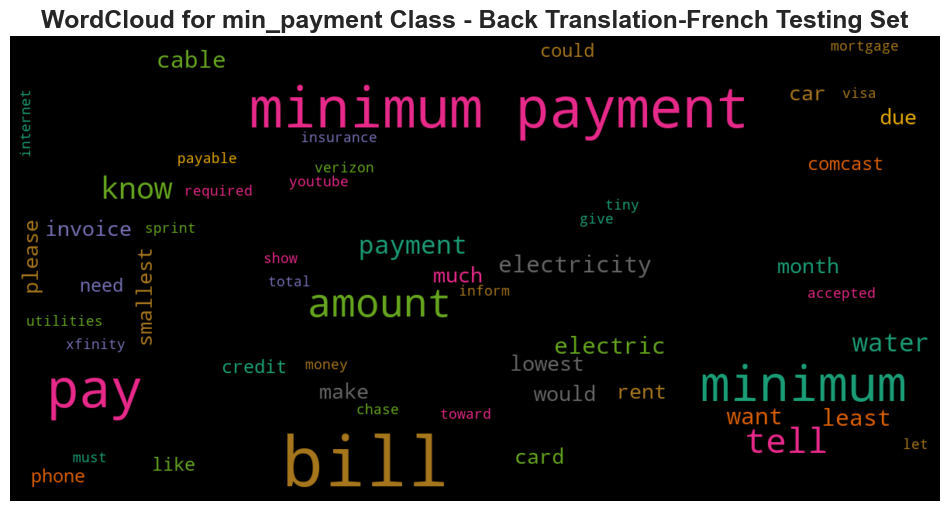 WordCloud for min_payment Class - Back Translation-French Testing Set
cable
could
mortgage
internet
minimum payment
car
visa
due
insurance
payable
verizon
comcast
know
required
youtube
tiny
give
please
invoice
sprint
payment
electricity
show
much
month
need
smallest
total
inform
accepted
amount
utilities
xfinity
electric
water
credit
money
lowest
pay
make
would
rent
minimum
chase
toward
want
least
tell
let
bill
must
like
card
phone